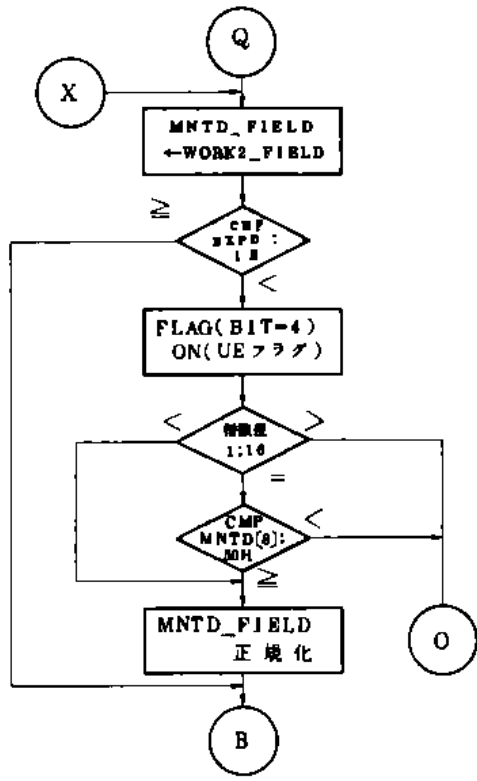 Q
X
MNTD_FIELD
←WORK2_FIELD
≧
CMP
EXPD :
<
FLAG(BIT=4)
ON(UEフラグ)
<
>
1:16
=
CMP
MNTD[8]:
<
≧
MNTD_FIELD
正規化
O
B